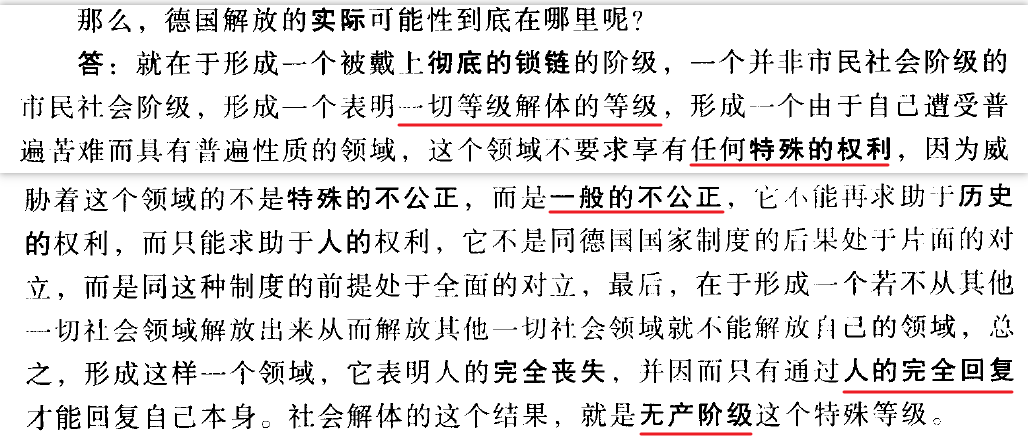 那么，德国解放的实际可能性到底在哪里呢？
答：就在于形成一个被戴上彻底的锁链的阶级，一个并非市民社会阶级的
市民社会阶级，形成一个表明一切等级解体的等级，形成一个由于自己遭受普
遍苦难而具有普遍性质的领域，这个领域不要求享有任何特殊的权利，因为威
胁着这个领域的不是特殊的不公正，而是一般的不公正，它不能再求助于历史
的权利，而只能求助于人的权利，它不是同德国国家制度的后果处于片面的对
立，而是同这种制度的前提处于全面的对立，最后，在于形成一个若不从其他
一切社会领域解放出来从而解放其他一切社会领域就不能解放自己的领域，总
之，形成这样一个领域，它表明人的完全丧失，并因而只有通过人的完全回复
才能回复自己本身。社会解体的这个结果，就是无产阶级这个特殊等级。